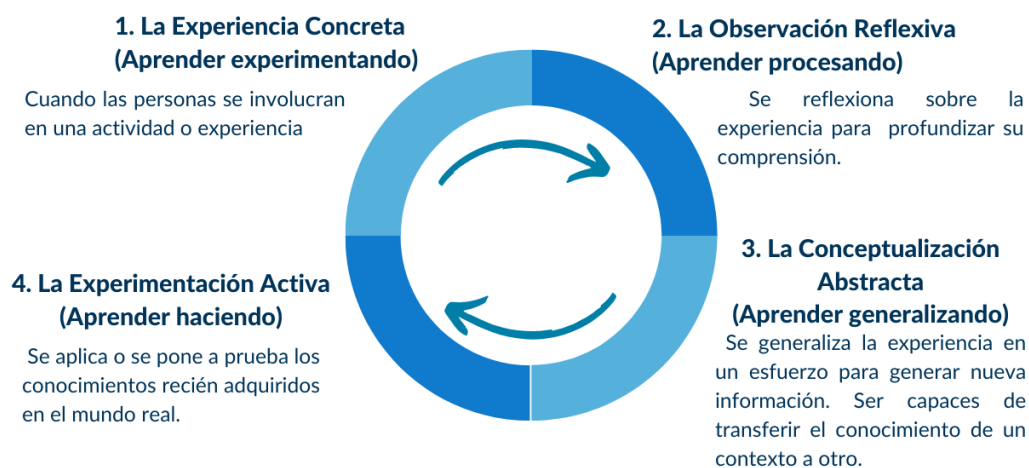 1. La Experiencia Concreta
(Aprender experimentando)
Cuando las personas se involucran
en una actividad o experiencia
2. La Observación Reflexiva
(Aprender procesando)
Se reflexiona sobre la
experiencia para profundizar su
comprensión.
3. La Conceptualización
Abstracta
(Aprender generalizando)
Se generaliza la experiencia en
un esfuerzo para generar nueva
información. Ser capaces de
transferir el conocimiento de un
contexto a otro.
4. La Experimentación Activa
(Aprender haciendo)
Se aplica o se pone a prueba los
conocimientos recién adquiridos
en el mundo real.